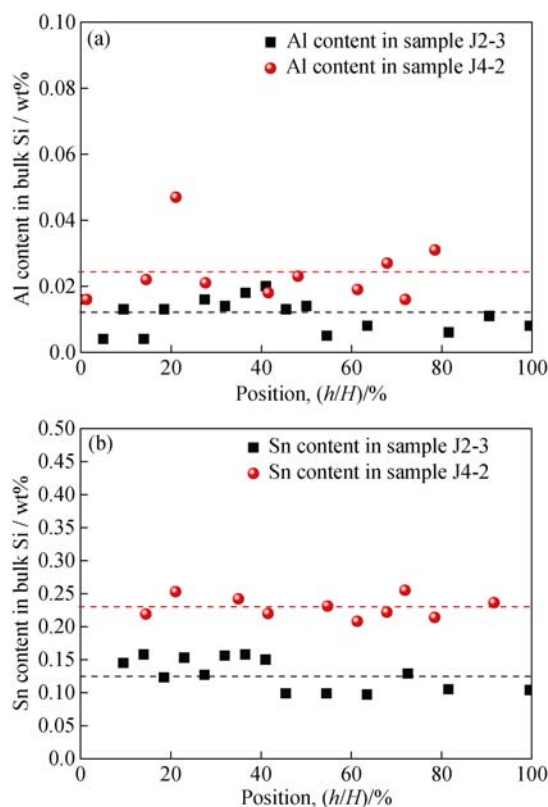 (a)
Al content in sample J2-3
Al content in sample J4-2
Al content in bulk Si / wt%
0.10
0.08
0.06
0.04
0.02
0.0
0 20 40 60 80 100
Position, (h/H)/%
(b)
Sn content in sample J2-3
Sn content in sample J4-2
Sn content in bulk Si / wt%
0.50
0.45
0.40
0.35
0.30
0.25
0.20
0.15
0.10
0.05
0.0
0 20 40 60 80 100
Position, (h/H)/%